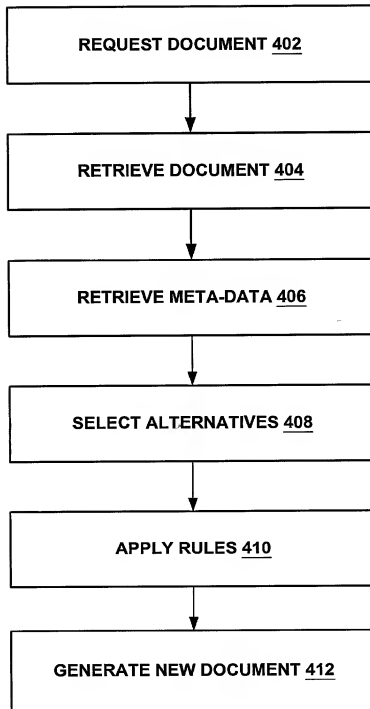 REQUEST DOCUMENT 402
RETRIEVE DOCUMENT 404
RETRIEVE META-DATA 406
SELECT ALTERNATIVES 408
APPLY RULES 410
GENERATE NEW DOCUMENT 412